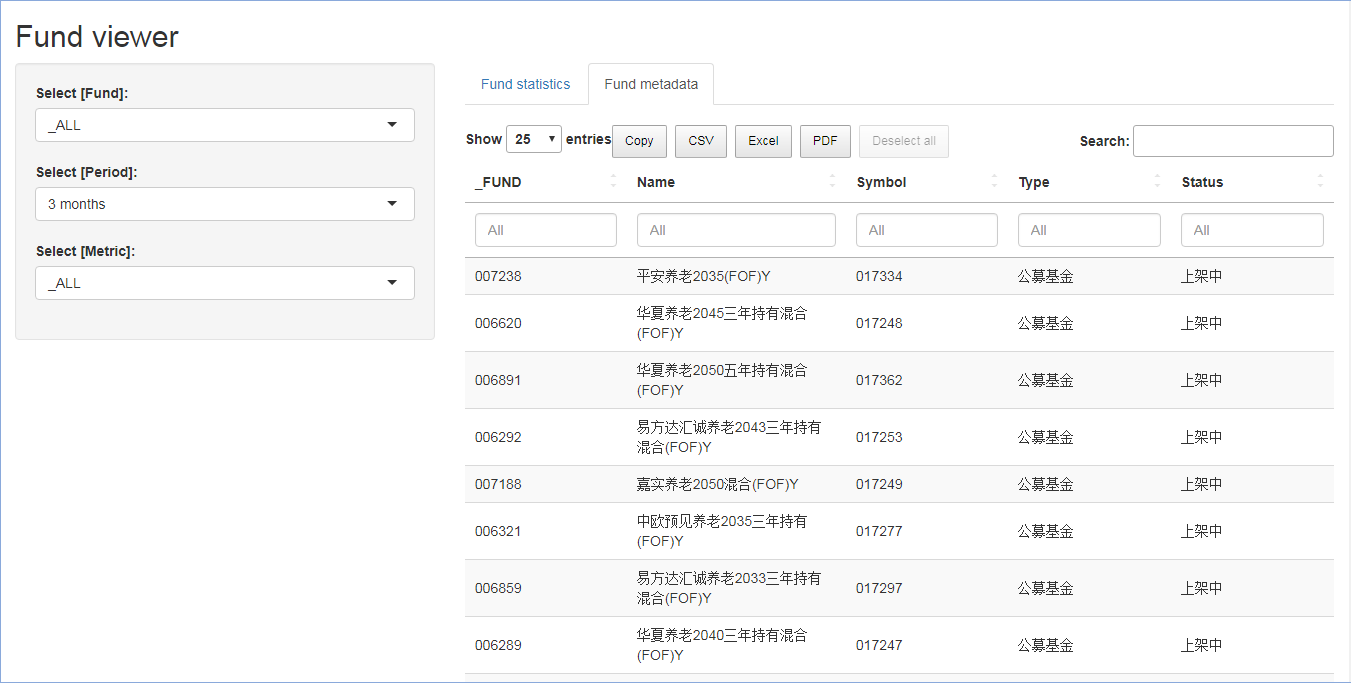 Fund viewer
Select [Fund]:
_ALL
Select [Period]:
3 months
Select [Metric]:
_ALL
Fund statistics Fund metadata
Show 25 entries Copy CSV Excel PDF Deselect all Search:
_FUND Name Symbol Type Status
All All All All All
007238 平安养老2035(FOF)Y 017334 公募基金 上架中
006620 华夏养老2045三年持有混合 017248 公募基金 上架中
(FOF)Y
006891 华夏养老2050五年持有混合 017362 公募基金 上架中
(FOF)Y
006292 易方达汇诚养老2043三年持有 017253 公募基金 上架中
混合(FOF)Y
007188 嘉实养老2050混合(FOF)Y 017249 公募基金 上架中
006321 中欧预见养老2035三年持有 017277 公募基金 上架中
(FOF)Y
006859 易方达汇诚养老2033三年持有 017297 公募基金 上架中
混合(FOF)Y
006289 华夏养老2040三年持有混合 017247 公募基金 上架中
(FOF)Y